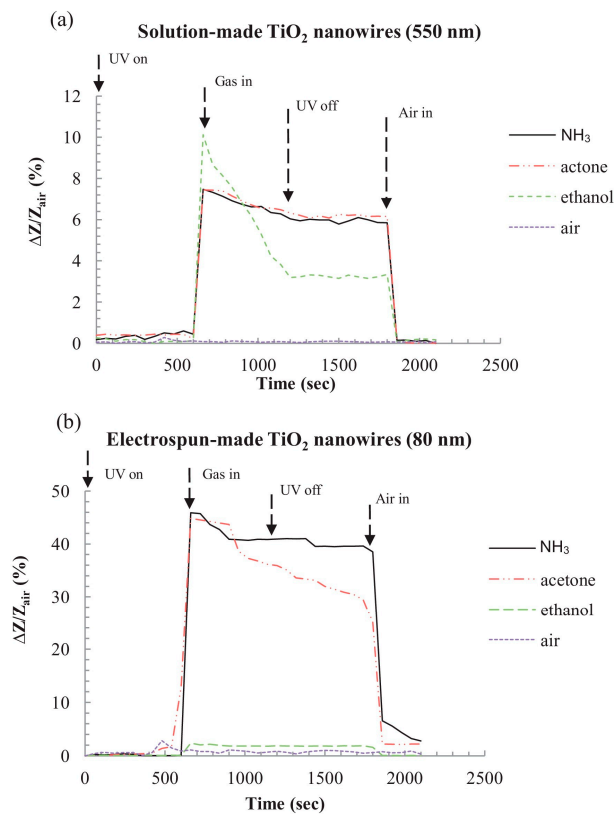 (a)
Solution-made TiO₂ nanowires (550 nm)
UV on
Gas in
UV off
Air in
12
10
8
6
4
2
0
ΔZ/Zair (%)
0 500 1000 1500 2000 2500
Time (sec)
NH₃
actone
ethanol
air
(b)
Electrospun-made TiO₂ nanowires (80 nm)
UV on
Gas in
UV off
Air in
50
40
30
20
10
0
ΔZ/Zair (%)
0 500 1000 1500 2000 2500
Time (sec)
NH₃
acetone
ethanol
air